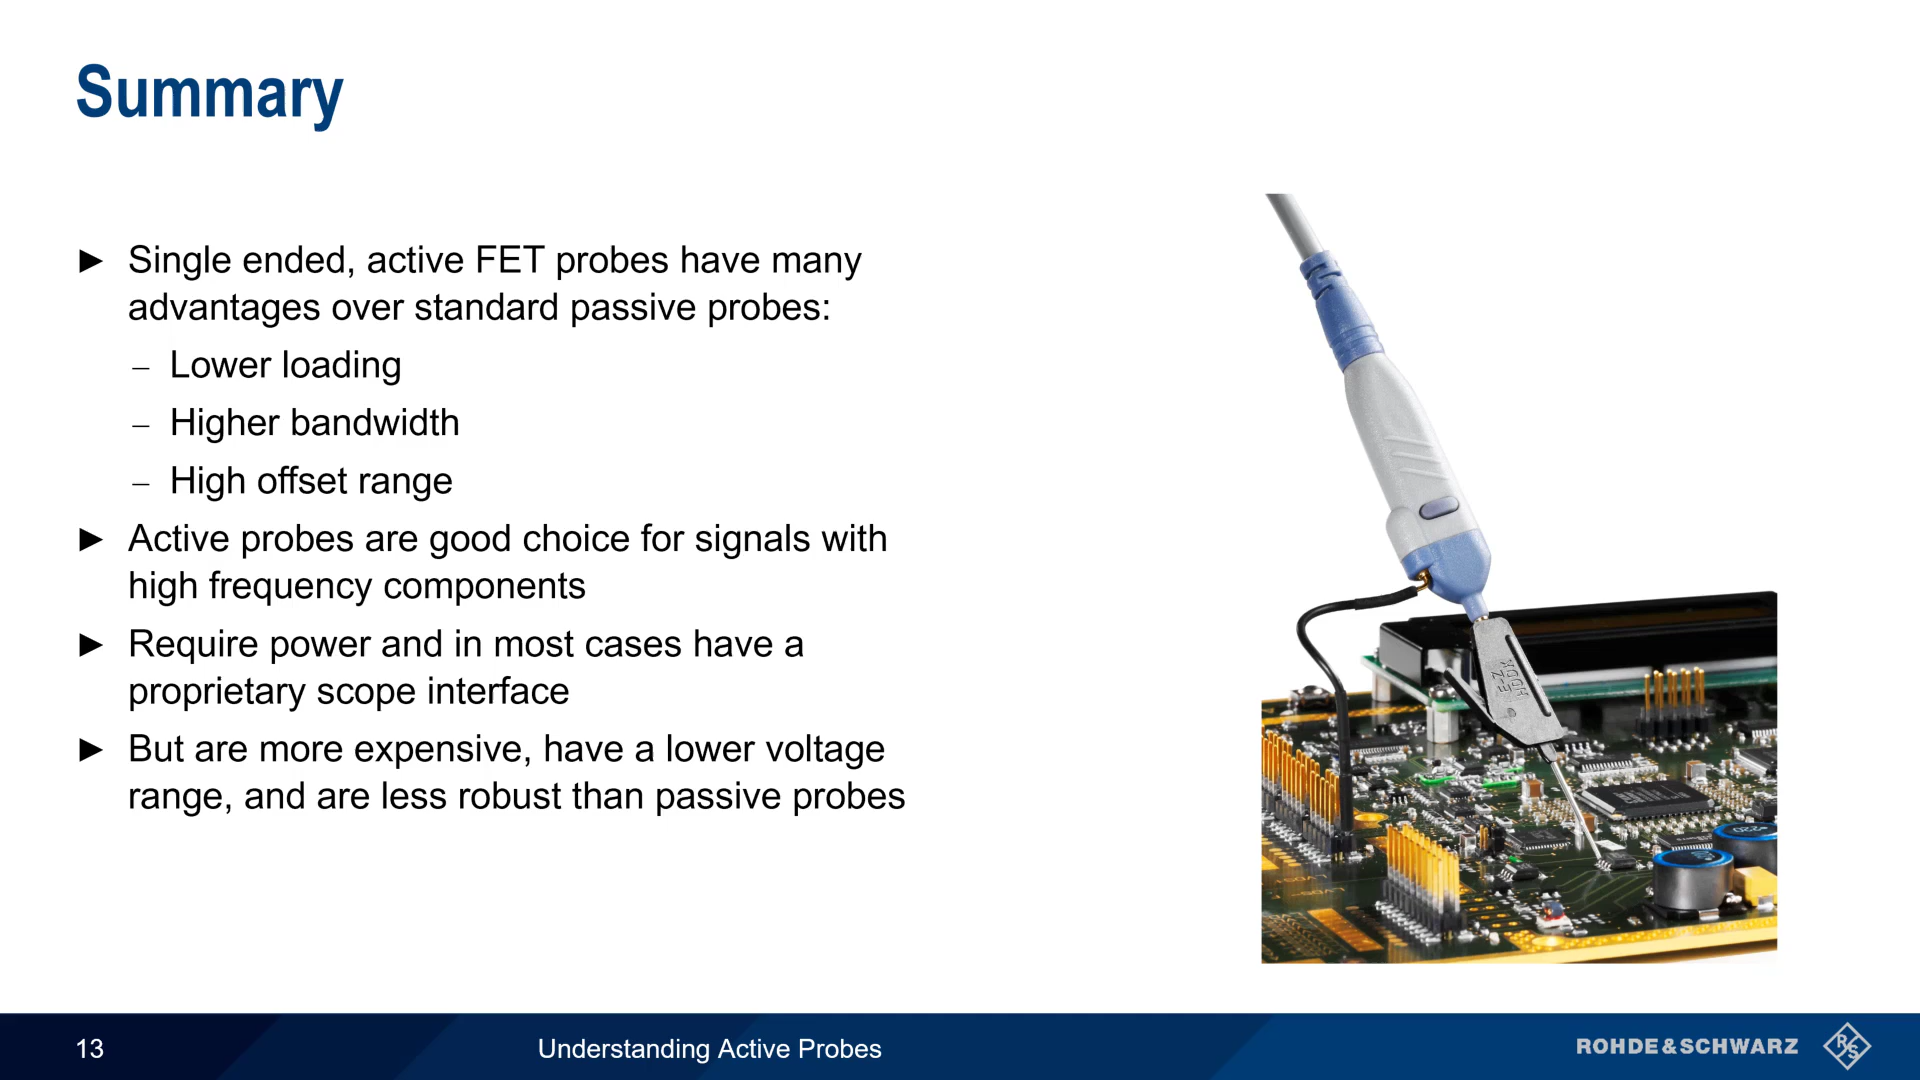 Summary
► Single ended, active FET probes have many
advantages over standard passive probes:
– Lower loading
– Higher bandwidth
– High offset range
► Active probes are good choice for signals with
high frequency components
► Require power and in most cases have a
proprietary scope interface
► But are more expensive, have a lower voltage
range, and are less robust than passive probes
E-Z
HOOK
13
Understanding Active Probes
ROHDE&SCHWARZ
R&S